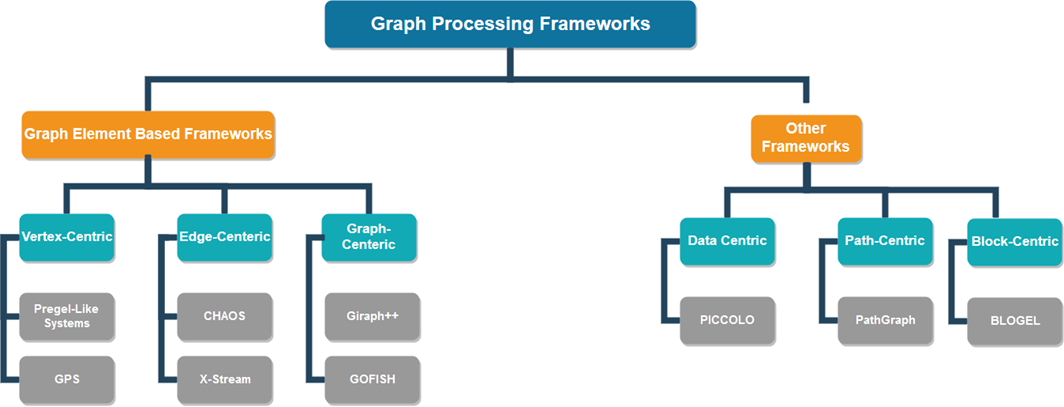 Graph Processing Frameworks
Graph Element Based Frameworks
Other
Frameworks
Vertex-Centric
Edge-Centeric
Graph-
Centeric
Data Centric
Path-Centric
Block-Centric
Pregel-Like
Systems
CHAOS
Giraph++
PICCOLO
PathGraph
BLOGEL
GPS
X-Stream
GOFISH